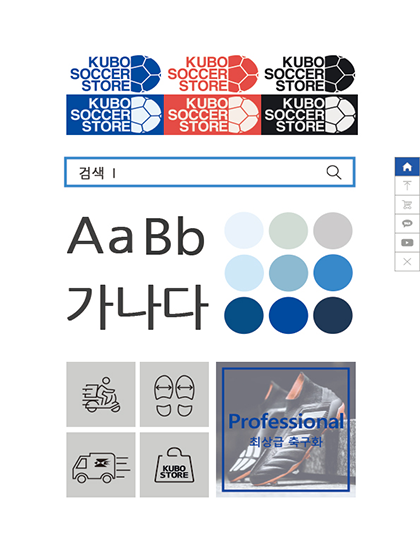 KUBO SOCCER STORE
KUBO SOCCER STORE
KUBO SOCCER STORE
KUBO SOCCER STORE
KUBO SOCCER STORE
KUBO SOCCER STORE
검색
AaBb
가나다
Professional
최상급 축구화
KUBO
STORE